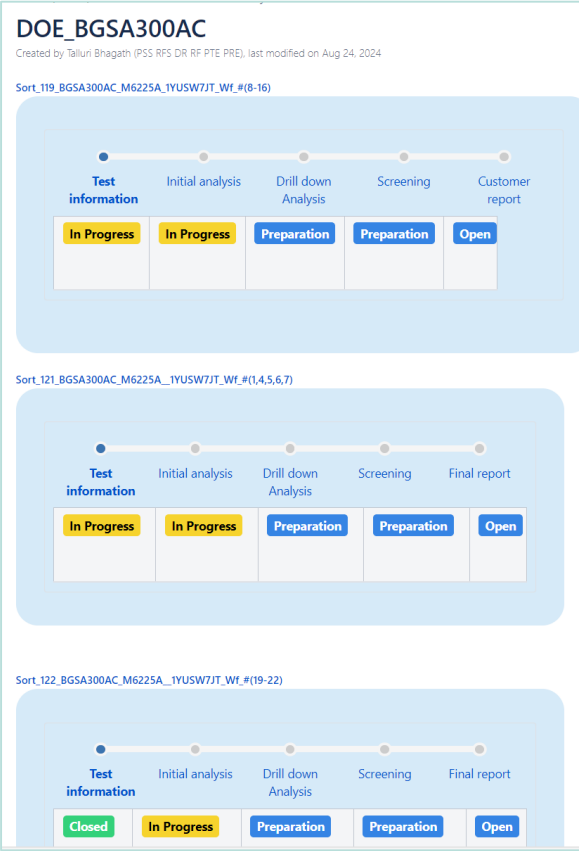 DOE_BGSA300AC
Created by Talluri Bhagath (PSS RFS DR RF PTE PRE), last modified on Aug 24, 2024
Sort_119_BGSA300AC_M6225A_1YUSW7JT_Wf_#(8-16)
Test information
Initial analysis
Drill down Analysis
Screening
Customer report
In Progress In Progress Preparation Preparation Open
Sort_121_BGSA300AC_M6225A__1YUSW7JT_Wf_#(1,4,5,6,7)
Test information
Initial analysis
Drill down Analysis
Screening
Final report
In Progress In Progress Preparation Preparation Open
Sort_122_BGSA300AC_M6225A__1YUSW7JT_Wf_#(19-22)
Test information
Initial analysis
Drill down Analysis
Screening
Final report
Closed In Progress Preparation Preparation Open